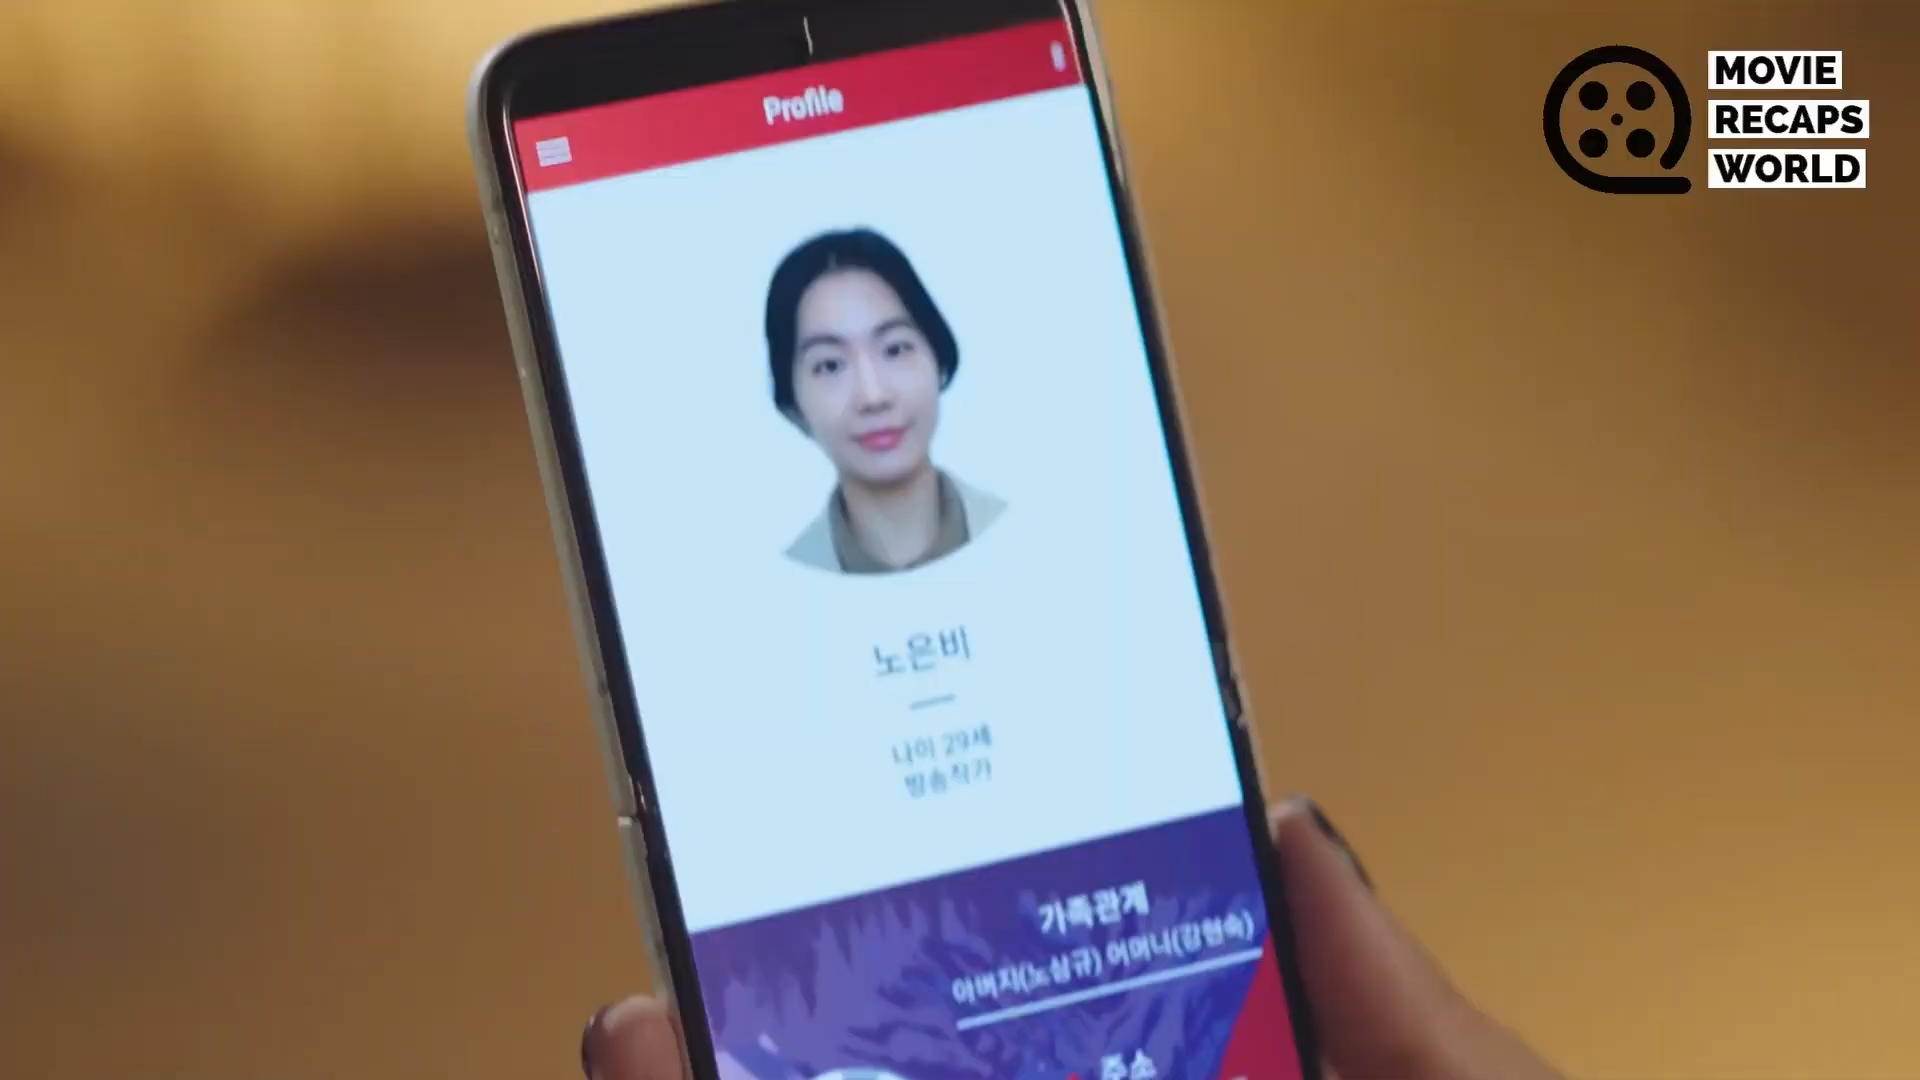 MOVIE
RECAPS
WORLD
Profile
노은비
나이 29세
방송작가
가족관계
아버지(노삼규) 어머니(강현숙)
주소